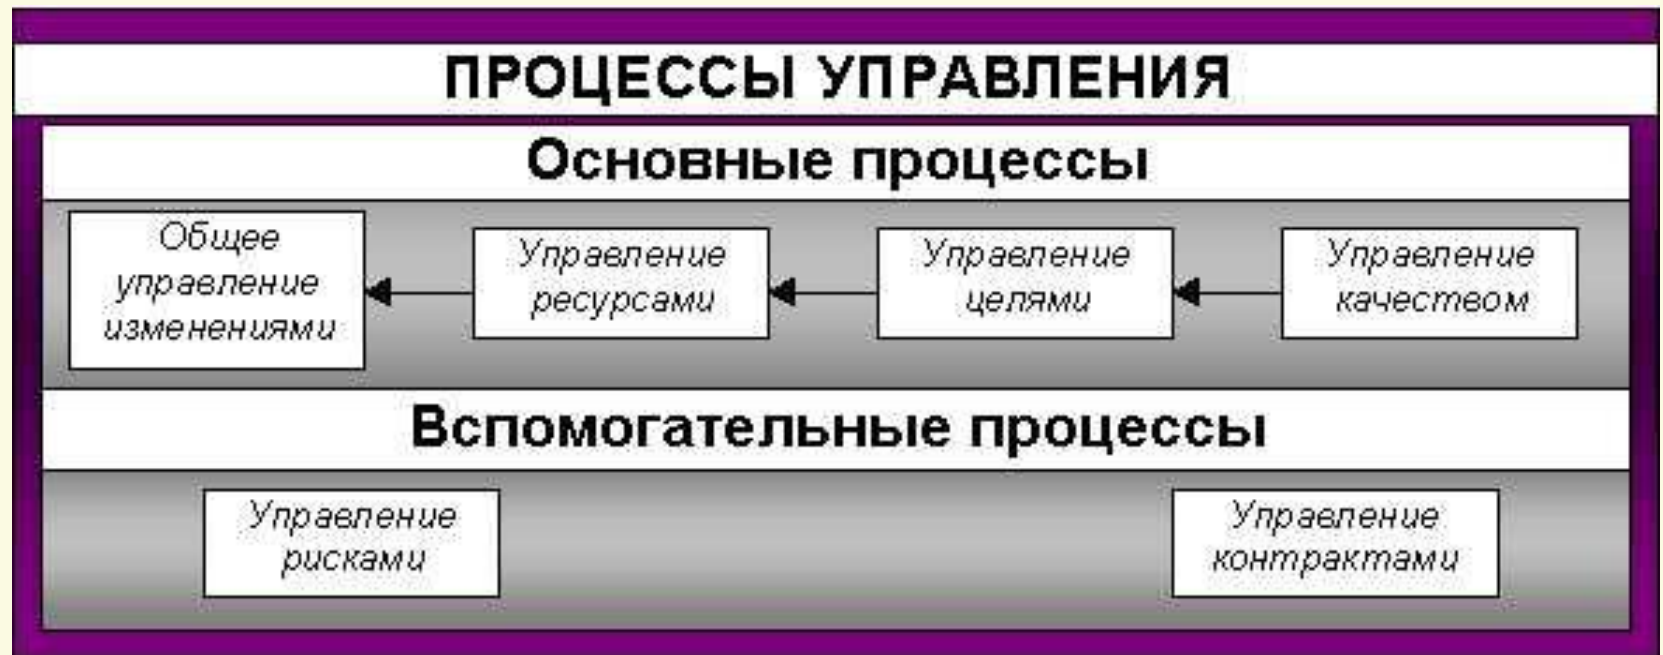 ПРОЦЕССЫ УПРАВЛЕНИЯ
Основные процессы
Общее
управление
изменениями
Управление
ресурсами
Управление
целями
Управление
качеством
Вспомогательные процессы
Управление
рисками
Управление
контрактами